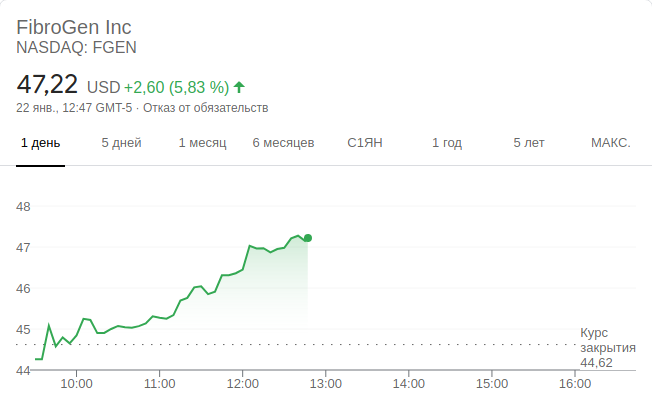 FibroGen Inc
NASDAQ: FGEN
47,22 USD +2,60 (5,83 %)
22 янв., 12:47 GMT-5 · Отказ от обязательств
1 день 5 дней 1 месяц 6 месяцев С1ЯН 1 год 5 лет МАКС.
48
47
46
45
Курс
закрытия
44,62
44
10:00 11:00 12:00 13:00 14:00 15:00 16:00